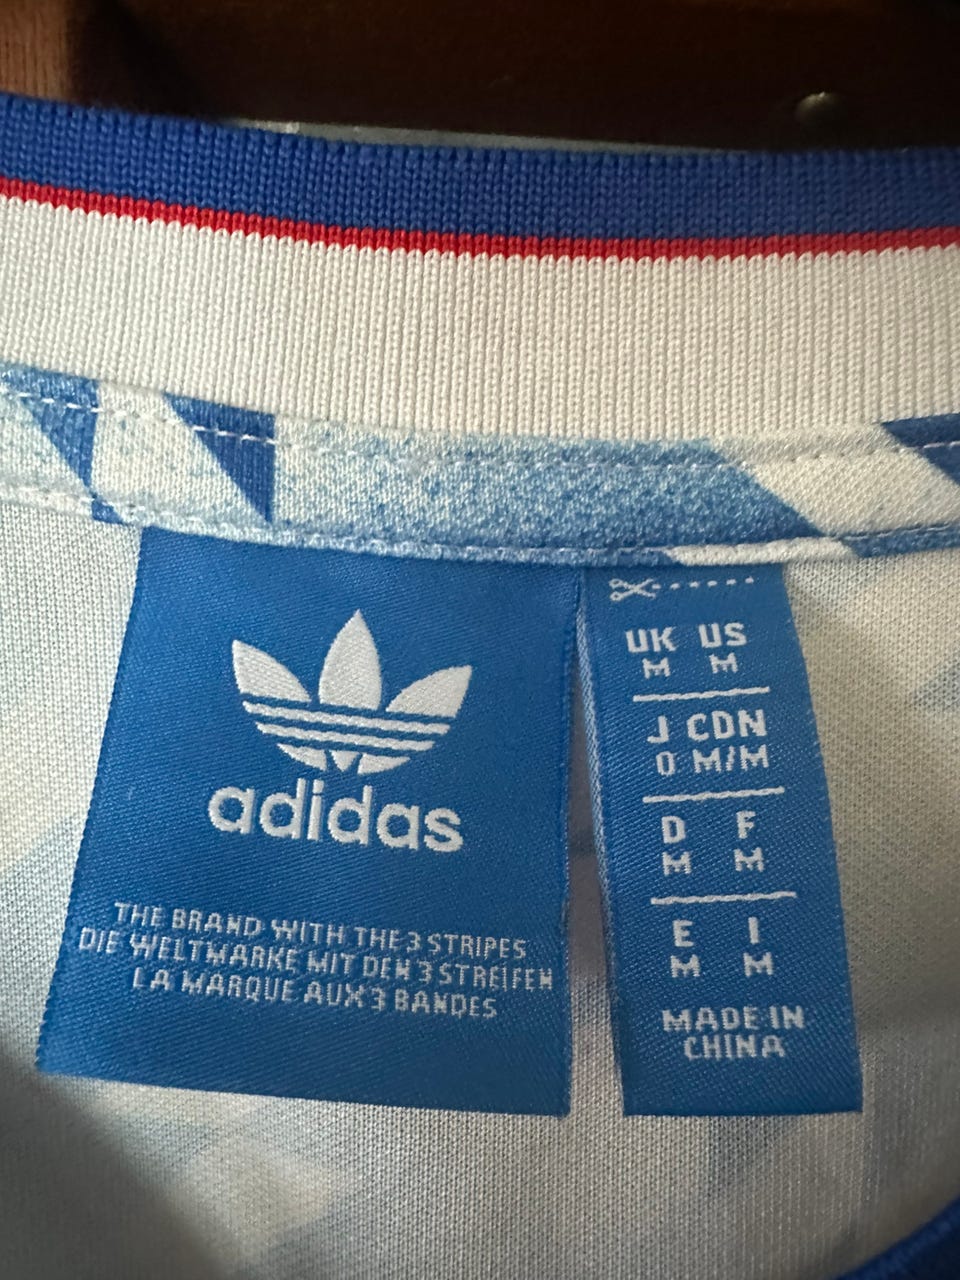 adidas
THE BRAND WITH THE 3 STRIPES
DIE WELTMARKE MIT DEN 3 STREIFEN
LA MARQUE AUX 3 BANDES
UK US
M M
J CDN
O M/M
D F
M M
E I
M M
MADE IN
CHINA